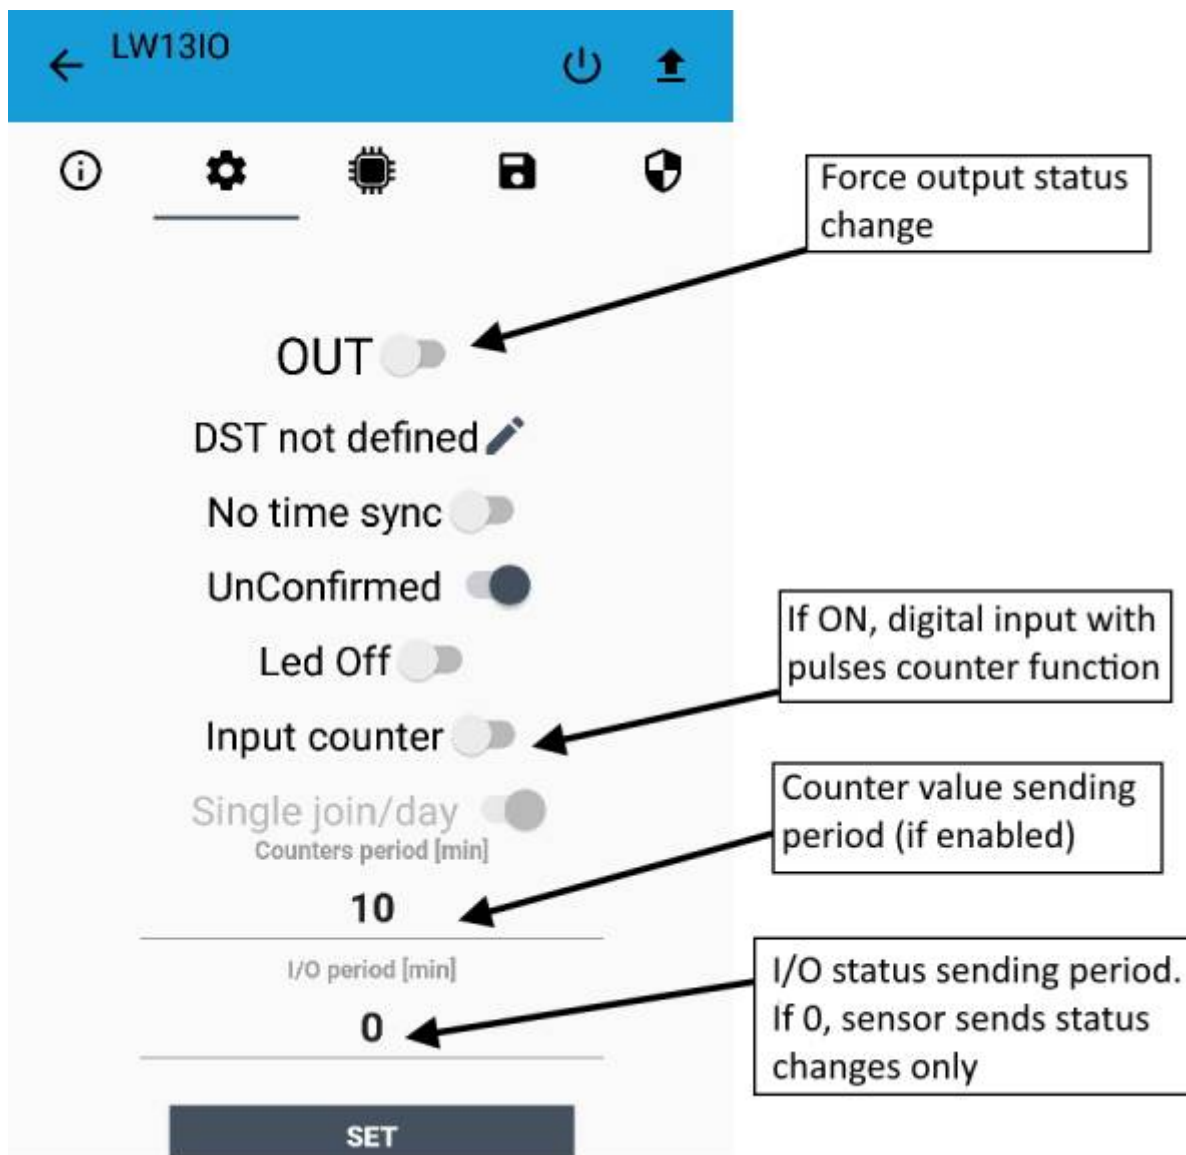 LW13IO
Force output status
change
OUT
DST not defined
No time sync
UnConfirmed
If ON, digital input with
pulses counter function
Led Off
Input counter
Counter value sending
period (if enabled)
Single join/day
Counters period [min]
10
I/O status sending period.
If 0, sensor sends status
changes only
I/O period [min]
0
SET